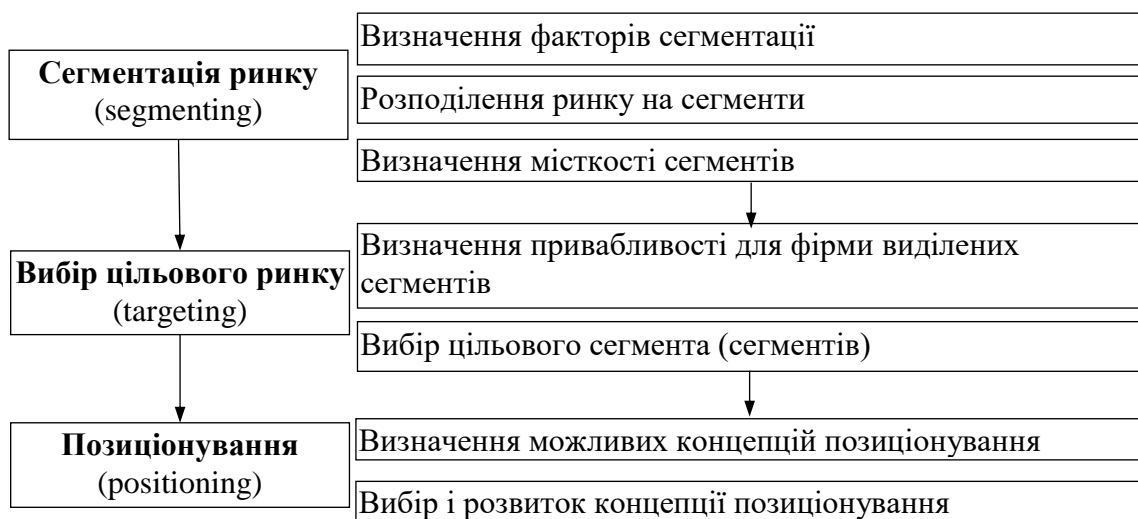 Сегментація ринку
(segmenting)
Визначення факторів сегментації
Розподілення ринку на сегменти
Визначення місткості сегментів
Вибір цільового ринку
(targeting)
Визначення привабливості для фірми виділених
сегментів
Вибір цільового сегмента (сегментів)
Позиціонування
(positioning)
Визначення можливих концепцій позиціонування
Вибір і розвиток концепції позиціонування